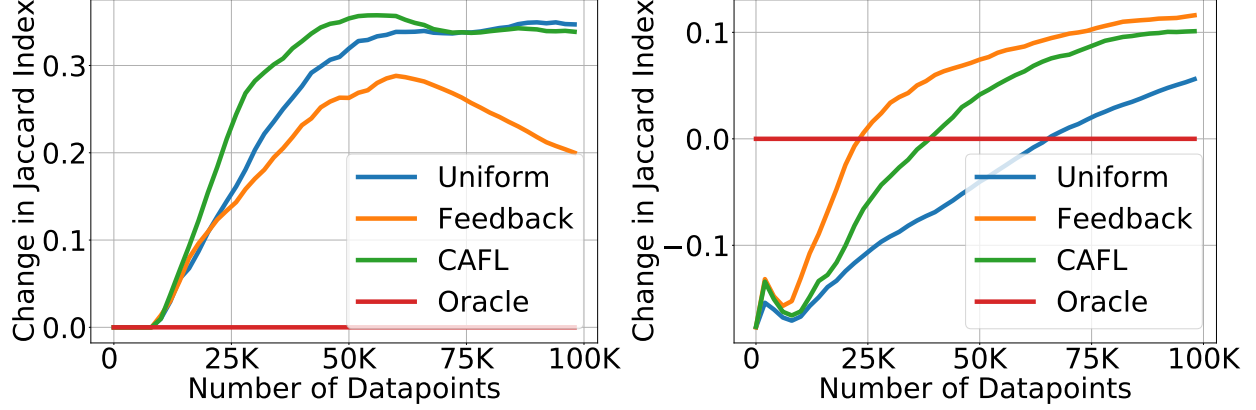 Change in Jaccard Index
0.3
0.2
0.1
0.0
Uniform
Feedback
CAFL
Oracle
0 25K 50K 75K 100K
Number of Datapoints
Change in Jaccard Index
0.1
0.0
−0.1
Uniform
Feedback
CAFL
Oracle
0 25K 50K 75K 100K
Number of Datapoints